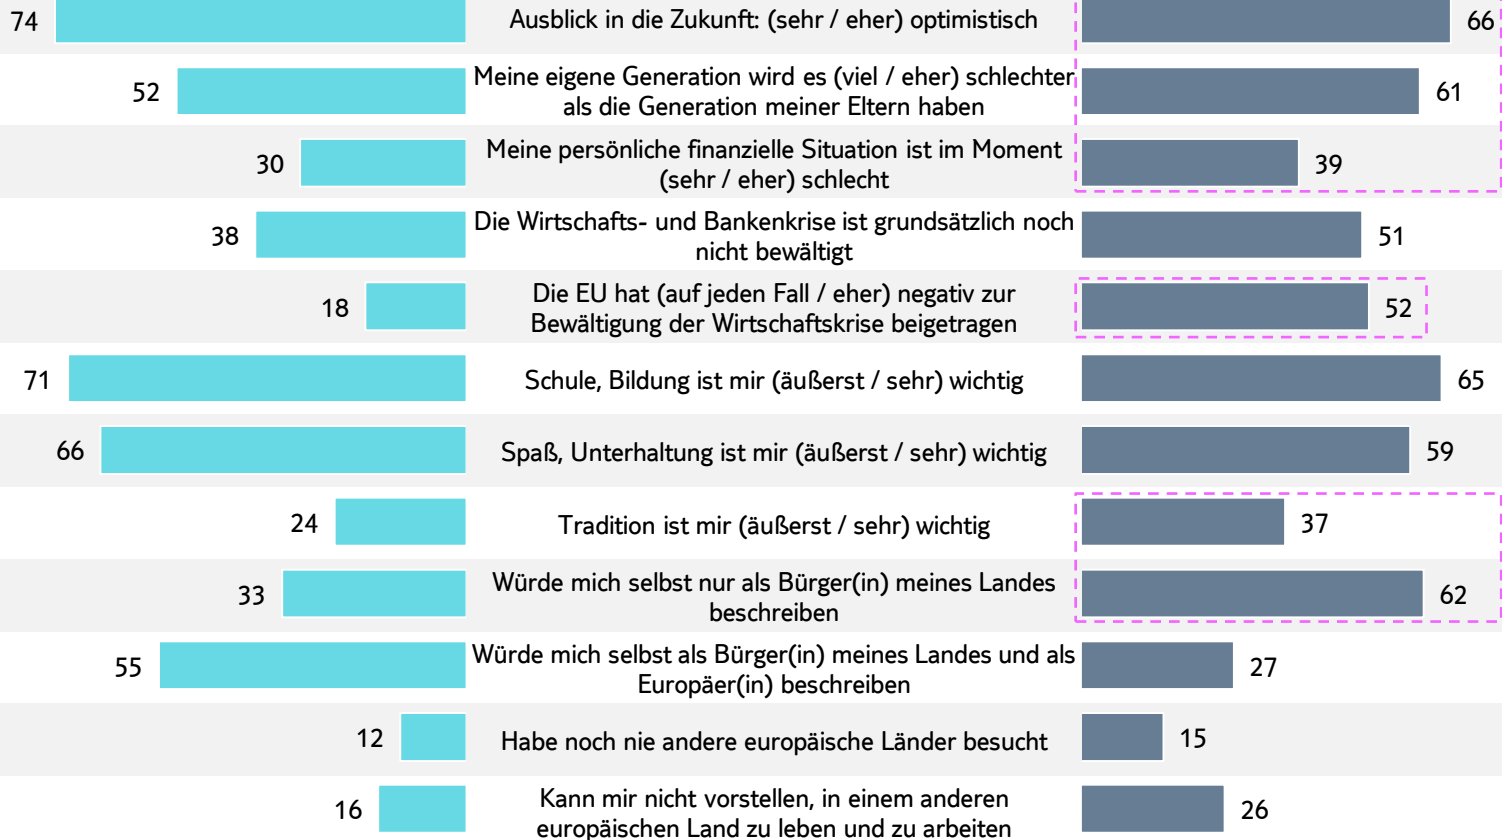 74 Ausblick in die Zukunft: (sehr / eher) optimistisch 66
52 Meine eigene Generation wird es (viel / eher) schlechter 61
als die Generation meiner Eltern haben
30 Meine persönliche finanzielle Situation ist im Moment 39
(sehr / eher) schlecht
38 Die Wirtschafts- und Bankenkrise ist grundsätzlich noch 51
nicht bewältigt
18 Die EU hat (auf jeden Fall / eher) negativ zur 52
Bewältigung der Wirtschaftskrise beigetragen
71 Schule, Bildung ist mir (äußerst / sehr) wichtig 65
66 Spaß, Unterhaltung ist mir (äußerst / sehr) wichtig 59
24 Tradition ist mir (äußerst / sehr) wichtig 37
33 Würde mich selbst nur als Bürger(in) meines Landes 62
beschreiben
55 Würde mich selbst als Bürger(in) meines Landes und als 27
Europäer(in) beschreiben
12 Habe noch nie andere europäische Länder besucht 15
16 Kann mir nicht vorstellen, in einem anderen 26
europäischen Land zu leben und zu arbeiten